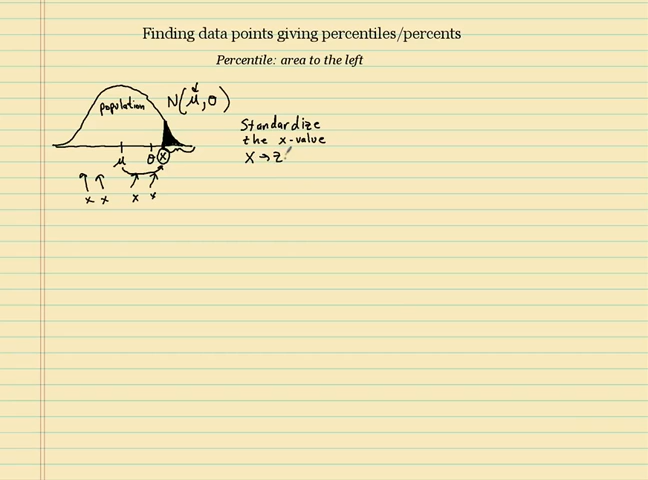 Finding data points giving percentiles/percents
Percentile: area to the left
population
N(μ,σ)
Standardize
the x-value
X → Z
μ σ X
X X X X